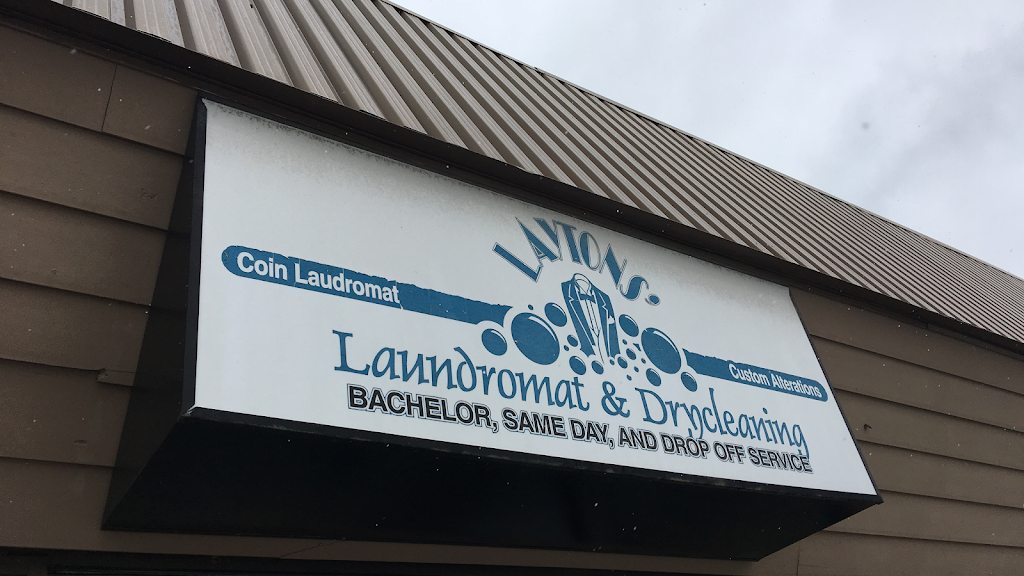 LAYTONS
Coin Laudromat
Custom Alterations
Laundromat & Drycleaning
BACHELOR, SAME DAY, AND DROP OFF SERVICE